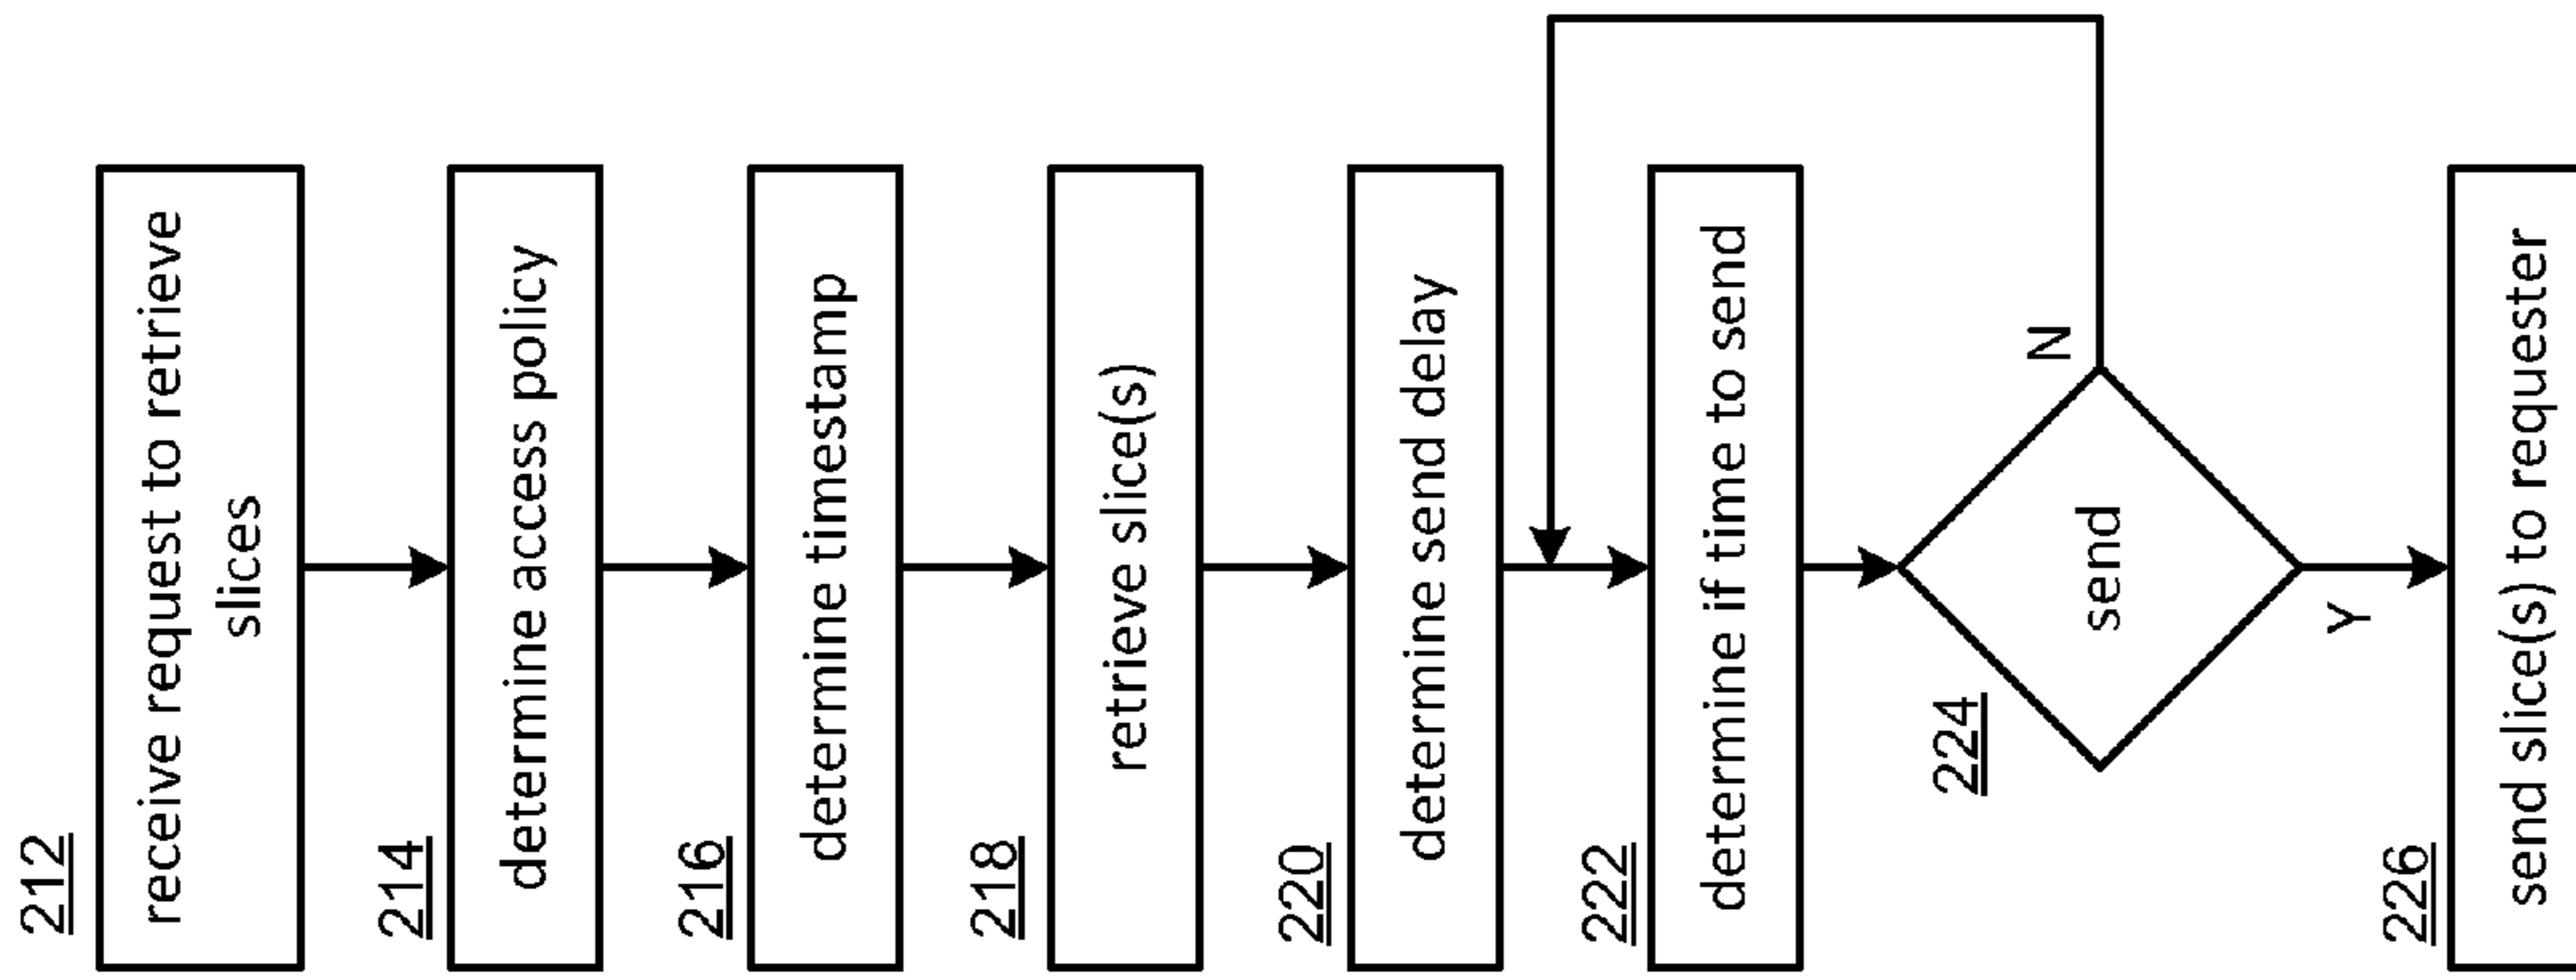 212
receive request to retrieve
slices
214
determine access policy
216
determine timestamp
218
retrieve slice(s)
220
determine send delay
222
determine if time to send
224
send
N
Y
226
send slice(s) to requester